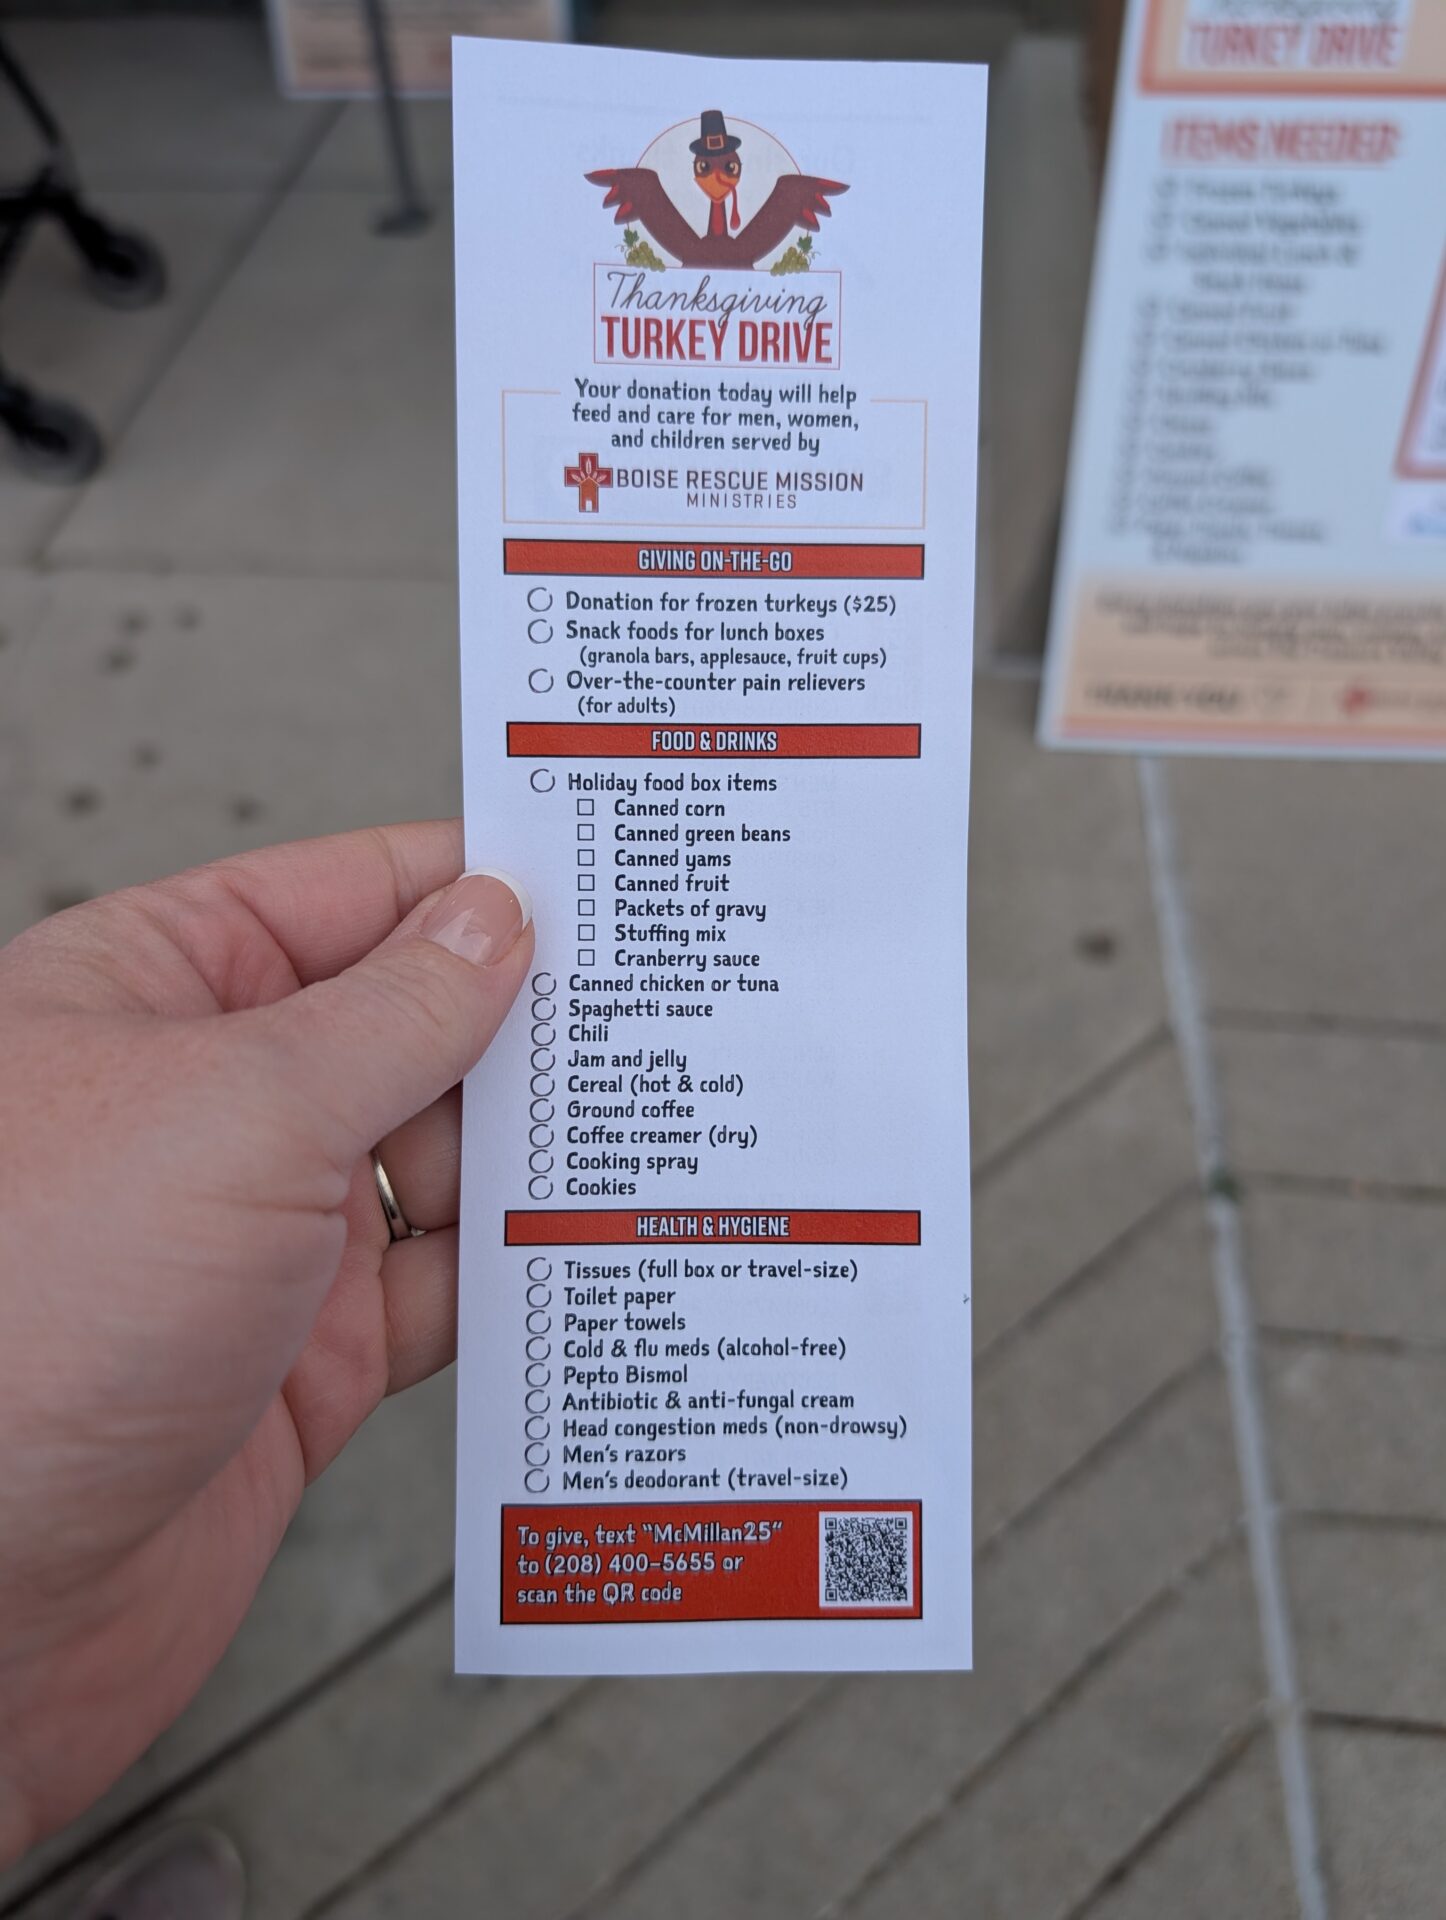 Thanksgiving
TURKEY DRIVE
Your donation today will help
feed and care for men, women,
and children served by
BOISE RESCUE MISSION
MINISTRIES
GIVING ON-THE-GO
Donation for frozen turkeys ($25)
Snack foods for lunch boxes
(granola bars, applesauce, fruit cups)
Over-the-counter pain relievers
(for adults)
FOOD & DRINKS
Holiday food box items
Canned corn
Canned green beans
Canned yams
Canned fruit
Packets of gravy
Stuffing mix
Cranberry sauce
Canned chicken or tuna
Spaghetti sauce
Chili
Jam and jelly
Cereal (hot & cold)
Ground coffee
Coffee creamer (dry)
Cooking spray
Cookies
HEALTH & HYGIENE
Tissues (full box or travel-size)
Toilet paper
Paper towels
Cold & flu meds (alcohol-free)
Pepto Bismol
Antibiotic & anti-fungal cream
Head congestion meds (non-drowsy)
Men's razors
Men's deodorant (travel-size)
To give, text "McMillan25"
to (208) 400-5655 or
scan the QR code
TURKEY DRIVE
ITEMS NEEDED